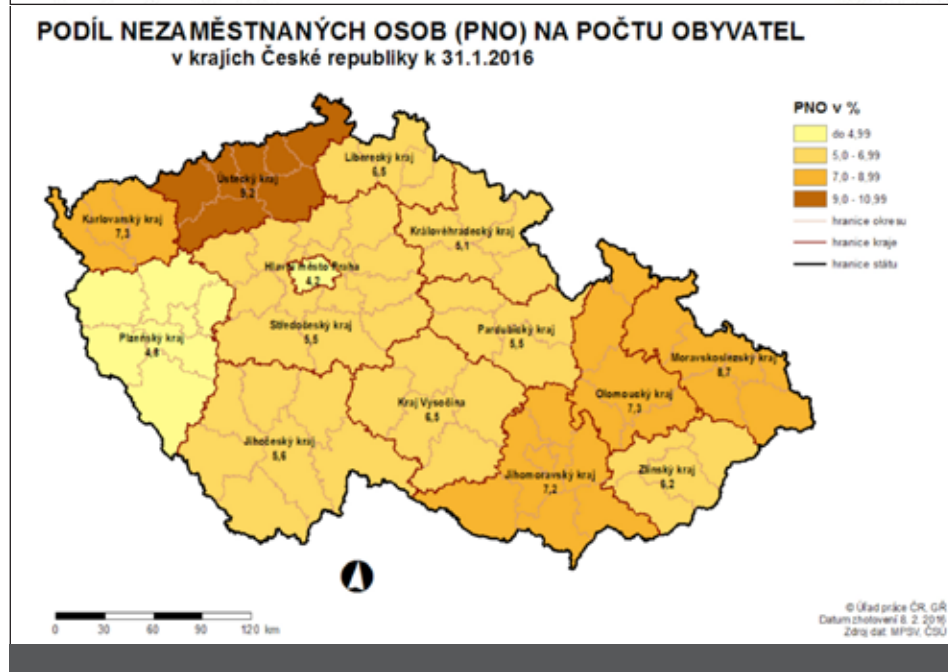 PODÍL NEZAMĚSTNANÝCH OSOB (PNO) NA POČTU OBYVATEL
v krajích České republiky k 31.1.2016
PNO v %
do 4,99
5,0 - 6,99
7,0 - 8,99
9,0 - 10,99
hranice okresu
hranice kraje
hranice státu
Liberecký kraj
6,5
Ústecký kraj
9,2
Karlovarský kraj
7,3
Královéhradecký kraj
5,1
Hlavní město Praha
4,2
Středočeský kraj
5,5
Pardubický kraj
5,5
Plzeňský kraj
Moravskoslezský kraj
8,7
Olomoucký kraj
7,3
Kraj Vysočina
6,5
Jihočeský kraj
5,6
Jihomoravský kraj
7,2
Zlínský kraj
6,2
0 30 60 90 120 km
© Úřad práce ČR, GŘ
Datum zhotovení 8. 2. 2016
Zdroj dat: MPSV, ČSÚ